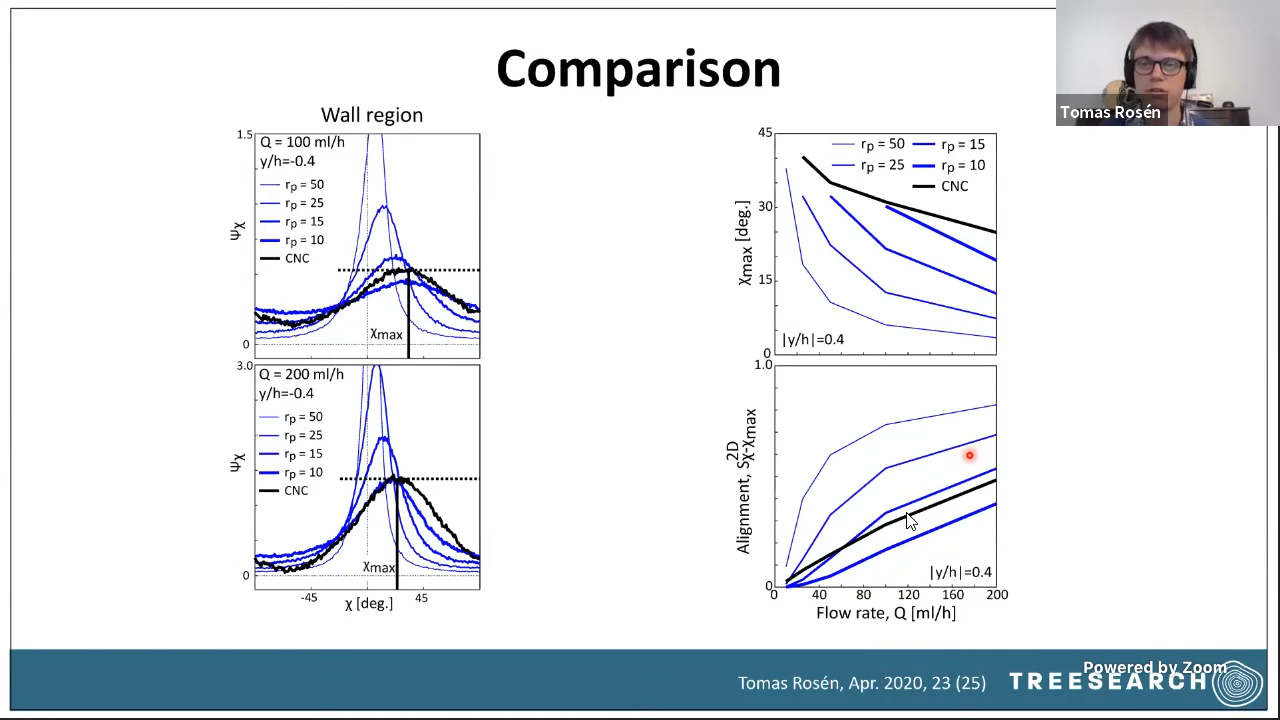 Comparison
Tomas Rosén
Wall region
1.5
Q = 100 ml/h
y/h=-0.4
rp = 50
rp = 25
rp = 15
rp = 10
CNC
Ψχ
χmax
0
3.0
Q = 200 ml/h
y/h=-0.4
rp = 50
rp = 25
rp = 15
rp = 10
CNC
Ψχ
χmax
0
-45
45
χ [deg.]
45
rp = 50
rp = 15
rp = 25
rp = 10
CNC
30
χmax [deg.]
15
|y/h|=0.4
0
1.0
Alignment, S2Dχ-χmax
|y/h|=0.4
0
0 40 80 120 160 200
Flow rate, Q [ml/h]
Tomas Rosén, Apr. 2020, 23 (25)
TREESEARCH
Powered by Zoom